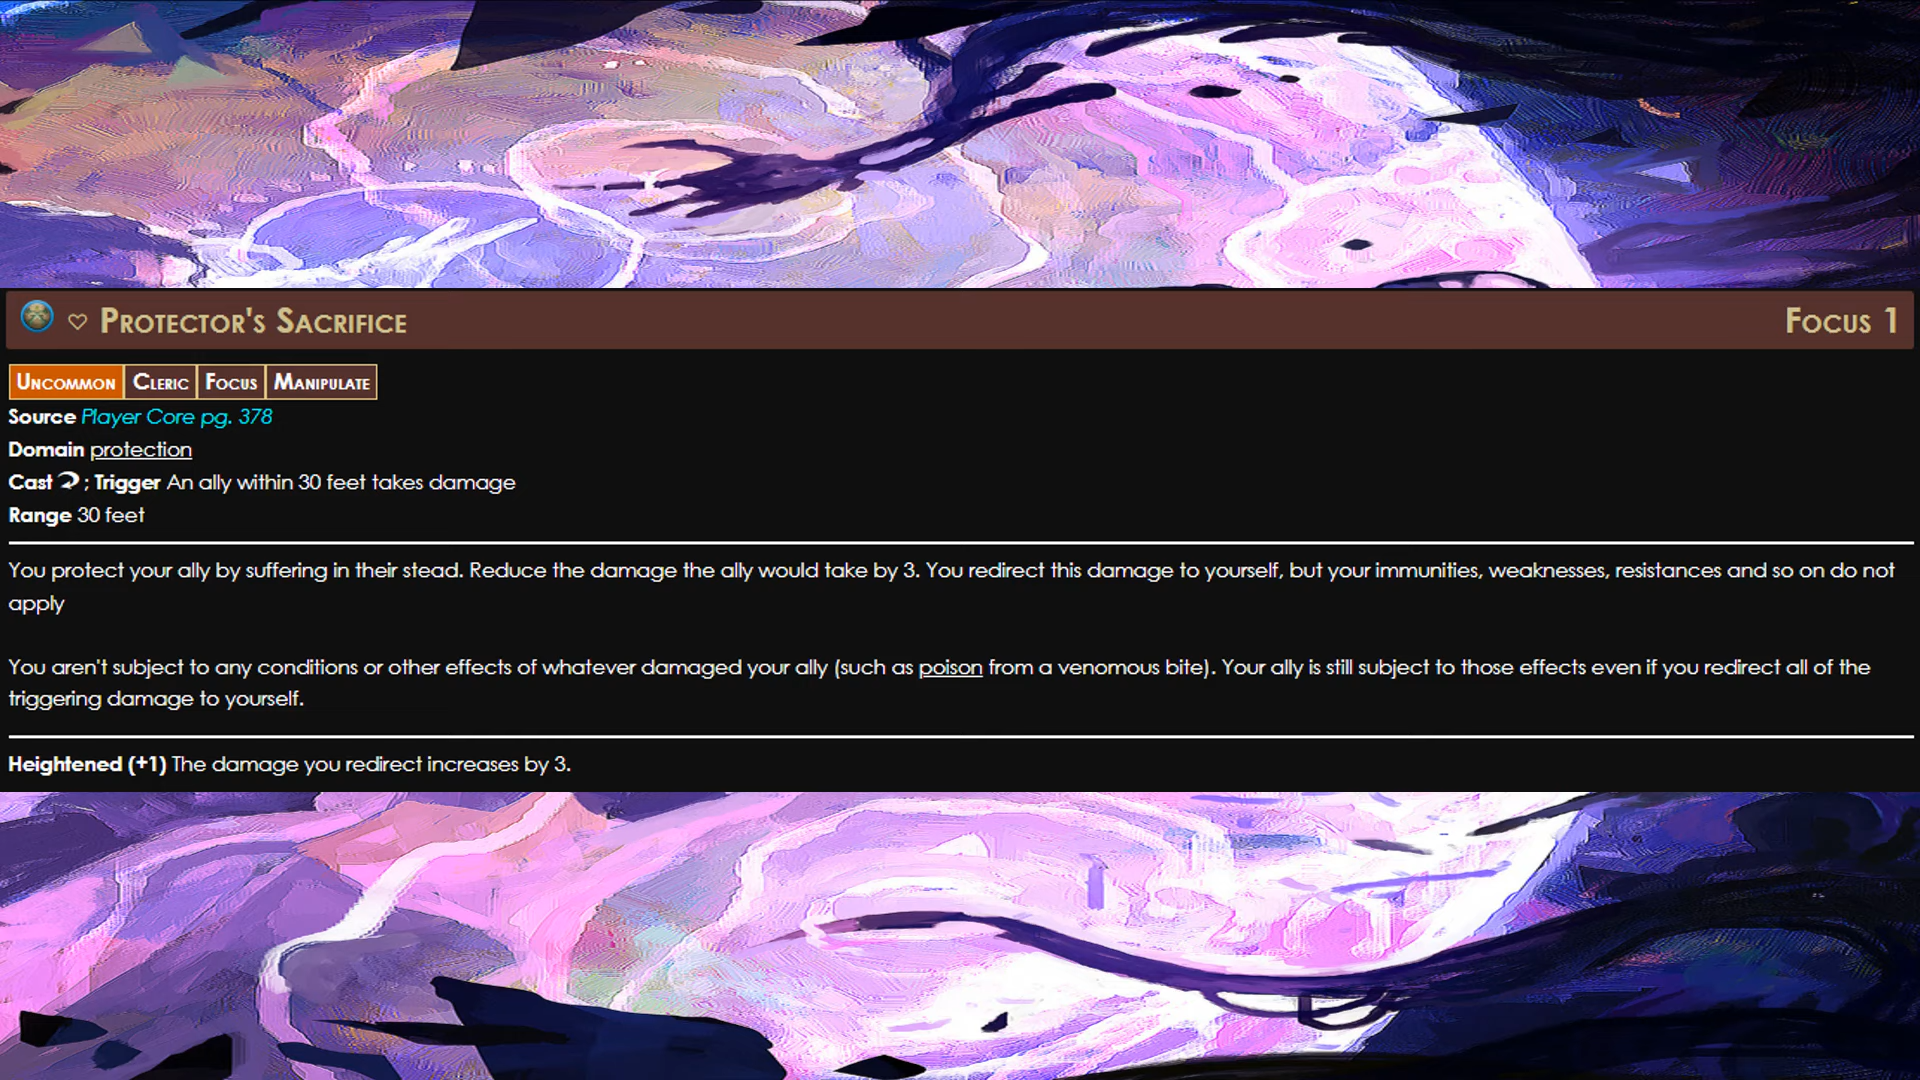 Protector's Sacrifice Focus 1
Uncommon Cleric Focus Manipulate
Source Player Core pg. 378
Domain protection
Cast ; Trigger An ally within 30 feet takes damage
Range 30 feet
You protect your ally by suffering in their stead. Reduce the damage the ally would take by 3. You redirect this damage to yourself, but your immunities, weaknesses, resistances and so on do not
apply
You aren't subject to any conditions or other effects of whatever damaged your ally (such as poison from a venomous bite). Your ally is still subject to those effects even if you redirect all of the
triggering damage to yourself.
Heightened (+1) The damage you redirect increases by 3.